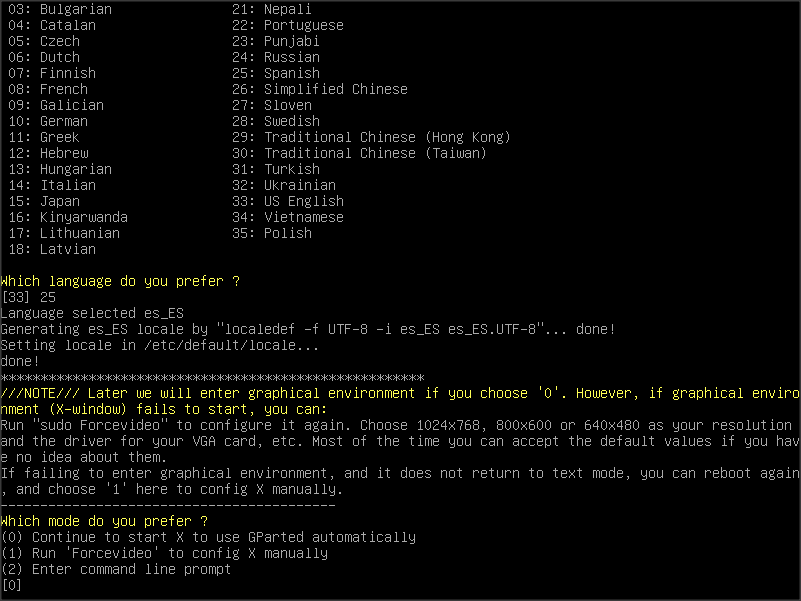 03: Bulgarian 21: Nepali
04: Catalan 22: Portuguese
05: Czech 23: Punjabi
06: Dutch 24: Russian
07: Finnish 25: Spanish
08: French 26: Simplified Chinese
09: Galician 27: Sloven
10: German 28: Swedish
11: Greek 29: Traditional Chinese (Hong Kong)
12: Hebrew 30: Traditional Chinese (Taiwan)
13: Hungarian 31: Turkish
14: Italian 32: Ukrainian
15: Japan 33: US English
16: Kinyarwanda 34: Vietnamese
17: Lithuanian 35: Polish
18: Latvian
Which language do you prefer ?
[33] 25
Language selected es_ES
Generating es_ES locale by "localedef -f UTF-8 -i es_ES es_ES.UTF-8"... done!
Setting locale in /etc/default/locale...
done!
*****************************************************
///NOTE/// Later we will enter graphical environment if you choose '0'. However, if graphical enviro
nment (X-window) fails to start, you can:
Run "sudo Forcevideo" to configure it again. Choose 1024x768, 800x600 or 640x480 as your resolution
and the driver for your VGA card, etc. Most of the time you can accept the default values if you hav
e no idea about them.
If failing to enter graphical environment, and it does not return to text mode, you can reboot again
, and choose '1' here to config X manually.
------------------------------------------
Which mode do you prefer ?
(0) Continue to start X to use GParted automatically
(1) Run 'Forcevideo' to config X manually
(2) Enter command line prompt
[0]